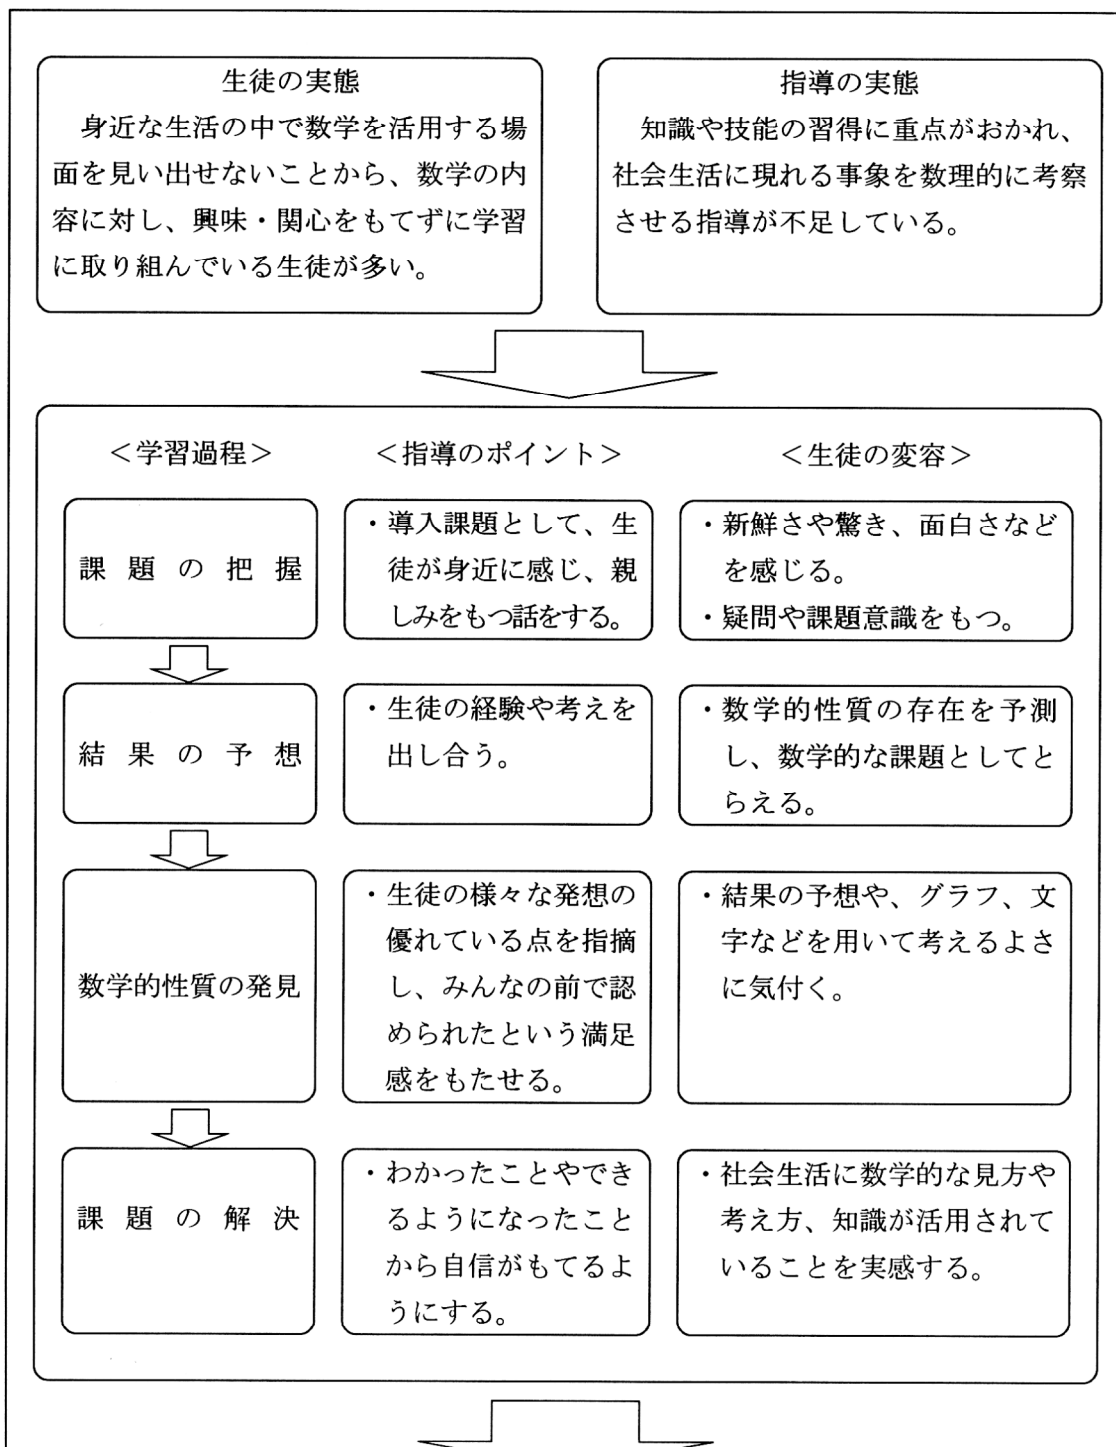 生徒の実態
身近な生活の中で数学を活用する場
面を見い出せないことから、数学の内
容に対し、興味・関心をもてずに学習
に取り組んでいる生徒が多い。
指導の実態
知識や技能の習得に重点がおかれ、
社会生活に現れる事象を数理的に考察
させる指導が不足している。
＜学習過程＞
＜指導のポイント＞
＜生徒の変容＞
課題の把握
・導入課題として、生
徒が身近に感じ、親
しみをもつ話をする。
・新鮮さや驚き、面白さなど
を感じる。
・疑問や課題意識をもつ。
結果の予想
・生徒の経験や考えを
出し合う。
・数学的性質の存在を予測
し、数学的な課題としてと
らえる。
数学的性質の発見
・生徒の様々な発想の
優れている点を指摘
し、みんなの前で認
められたという満足
感をもたせる。
・結果の予想や、グラフ、文
字などを用いて考えるよさ
に気付く。
課題の解決
・わかったことやでき
るようになったこと
から自信がもてるよ
うにする。
・社会生活に数学的な見方や
考え方、知識が活用されて
いることを実感する。